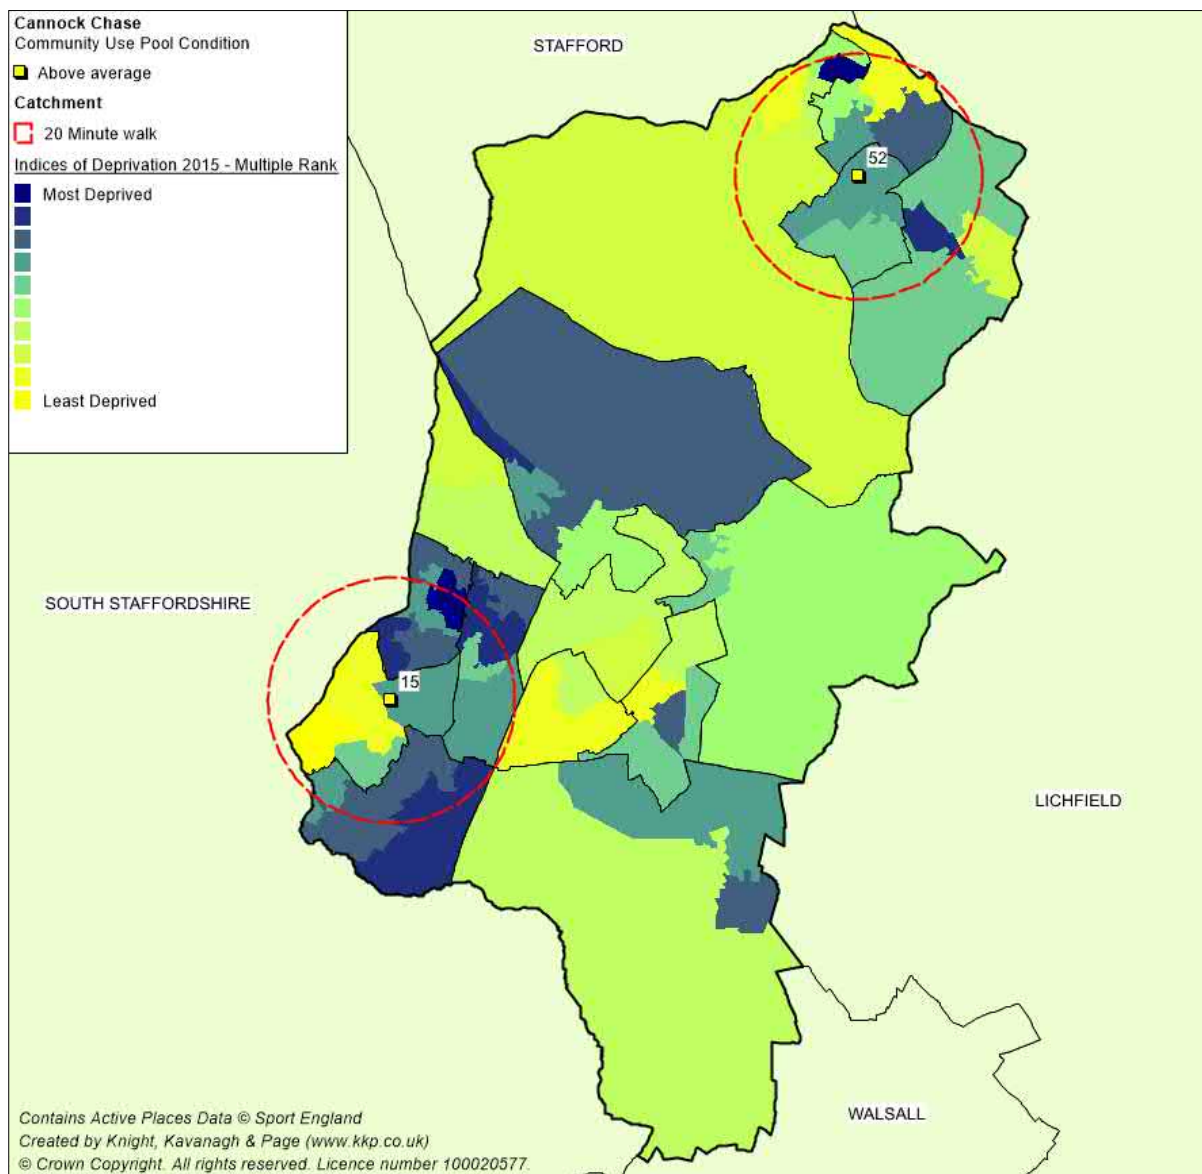 Cannock Chase
Community Use Pool Condition
Above average
Catchment
20 Minute walk
Indices of Deprivation 2015 - Multiple Rank
Most Deprived
Least Deprived
STAFFORD
52
SOUTH STAFFORDSHIRE
15
LICHFIELD
WALSALL
Contains Active Places Data © Sport England
Created by Knight, Kavanagh & Page (www.kkp.co.uk)
© Crown Copyright. All rights reserved. Licence number 100020577.